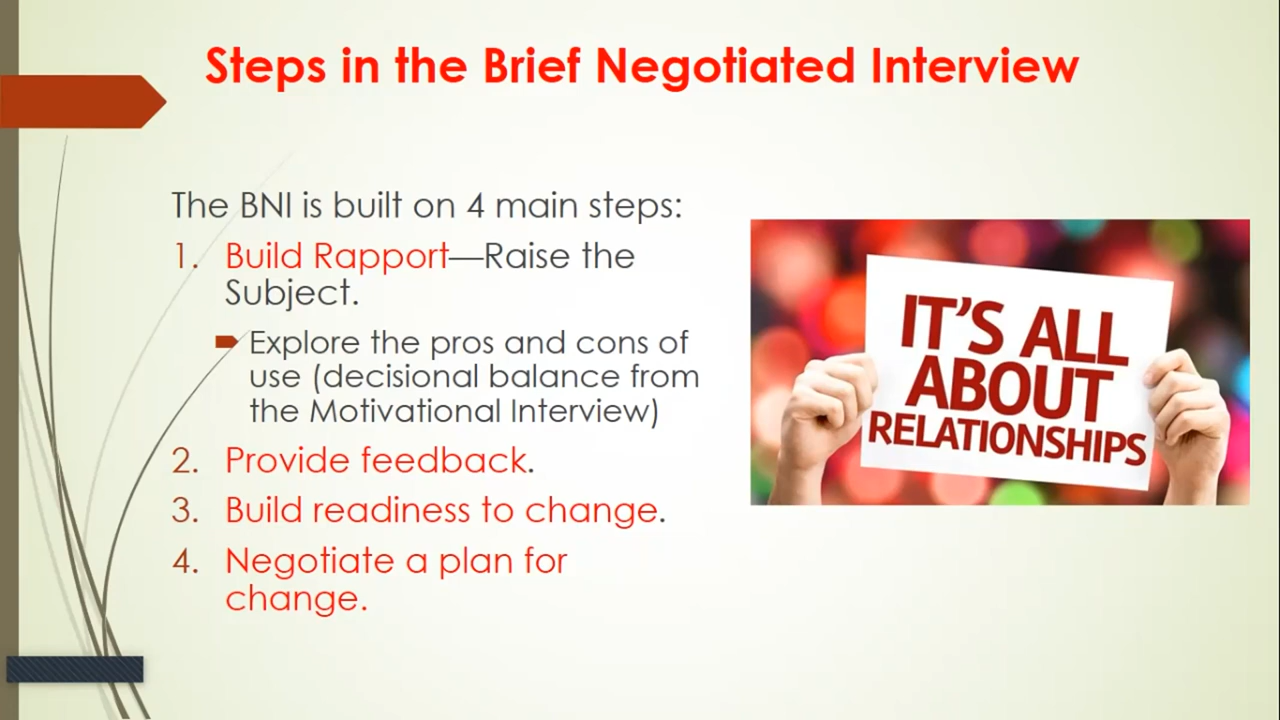 Steps in the Brief Negotiated Interview
The BNI is built on 4 main steps:
1. Build Rapport—Raise the
Subject.
Explore the pros and cons of
use (decisional balance from
the Motivational Interview)
2. Provide feedback.
3. Build readiness to change.
4. Negotiate a plan for
change.
IT'S ALL
ABOUT
RELATIONSHIPS